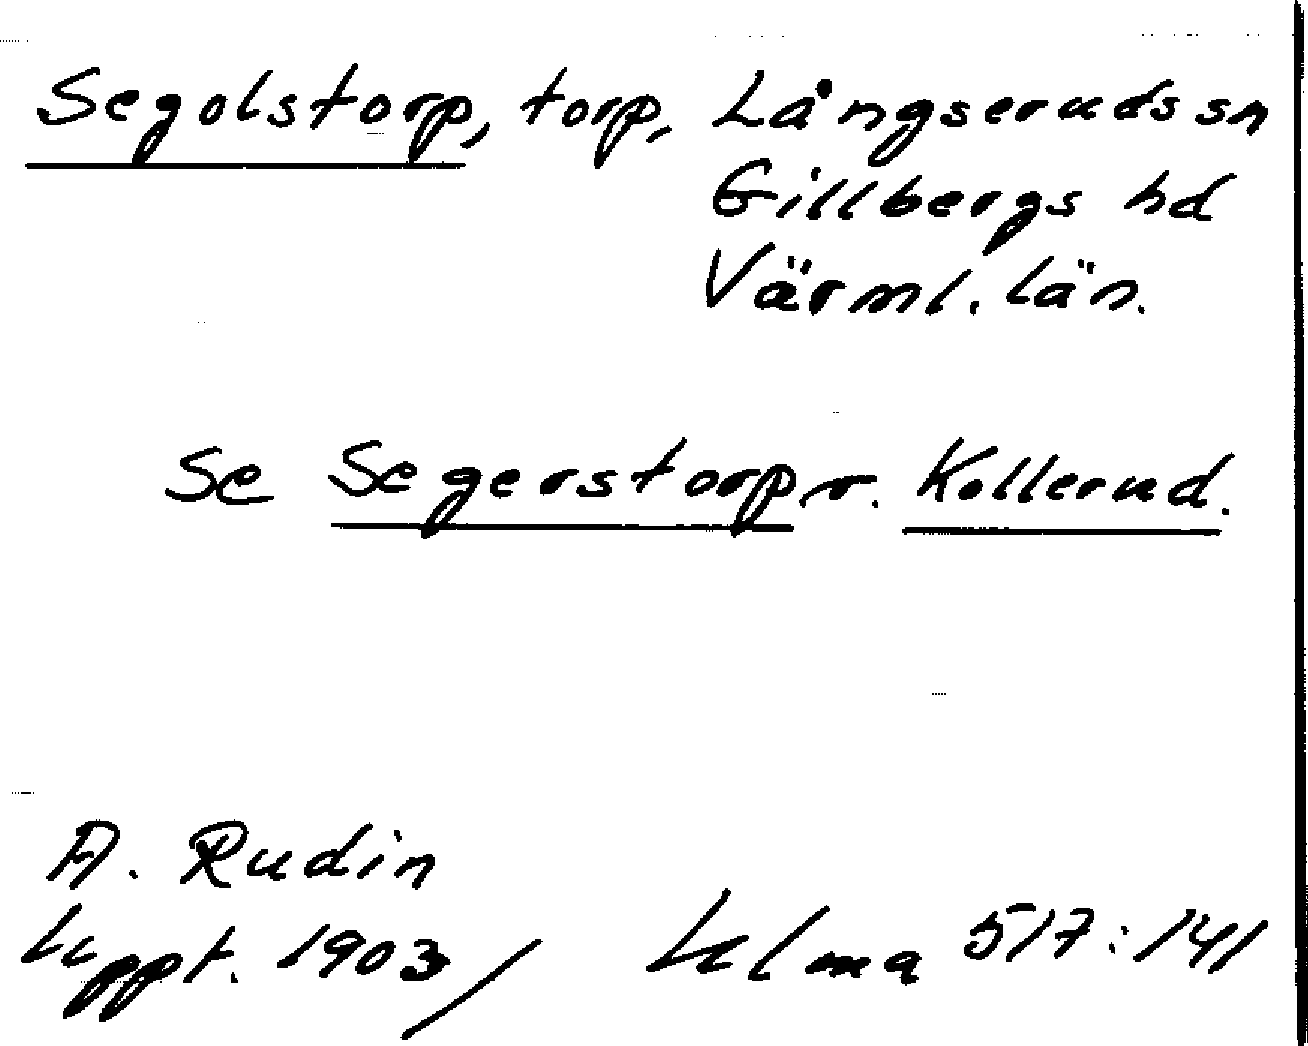 Segolstorp, torp, Långseruds sn
Gillbergs hd
Värml. län.
Se Segerstorp r. Kollerud.
A. Rudin
Uppt. 1903 / Ulma 517:141